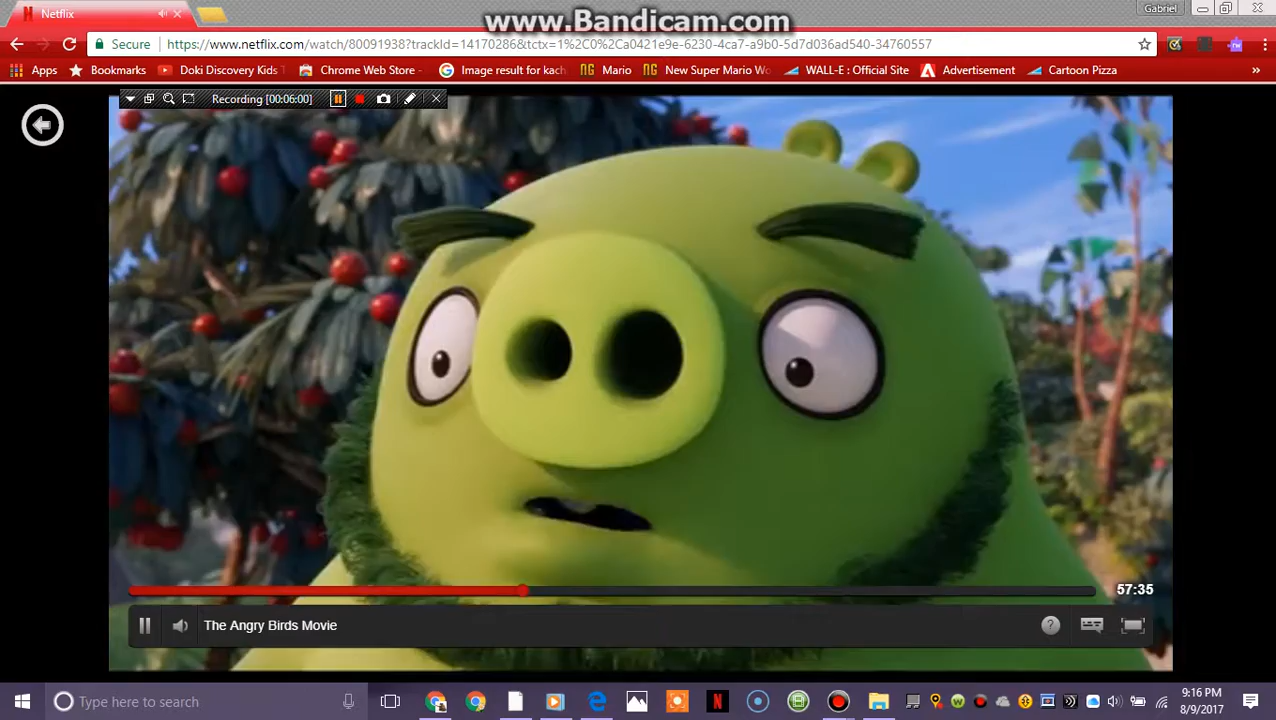 Netflix
www.Bandicam.com
Gabriel
Secure
https://www.netflix.com/watch/80091938?trackId=14170286&tctx=1%2C0%2Ca0421e9e-6230-4ca7-a9b0-5d7d036ad540-34760557
Apps Bookmarks Doki Discovery Kids Chrome Web Store - Image result for kach NG Mario NG New Super Mario Wo WALL-E : Official Site Advertisement Cartoon Pizza »
Recording [00:06:00]
57:35
The Angry Birds Movie
?
Type here to search
9:16 PM
8/9/2017